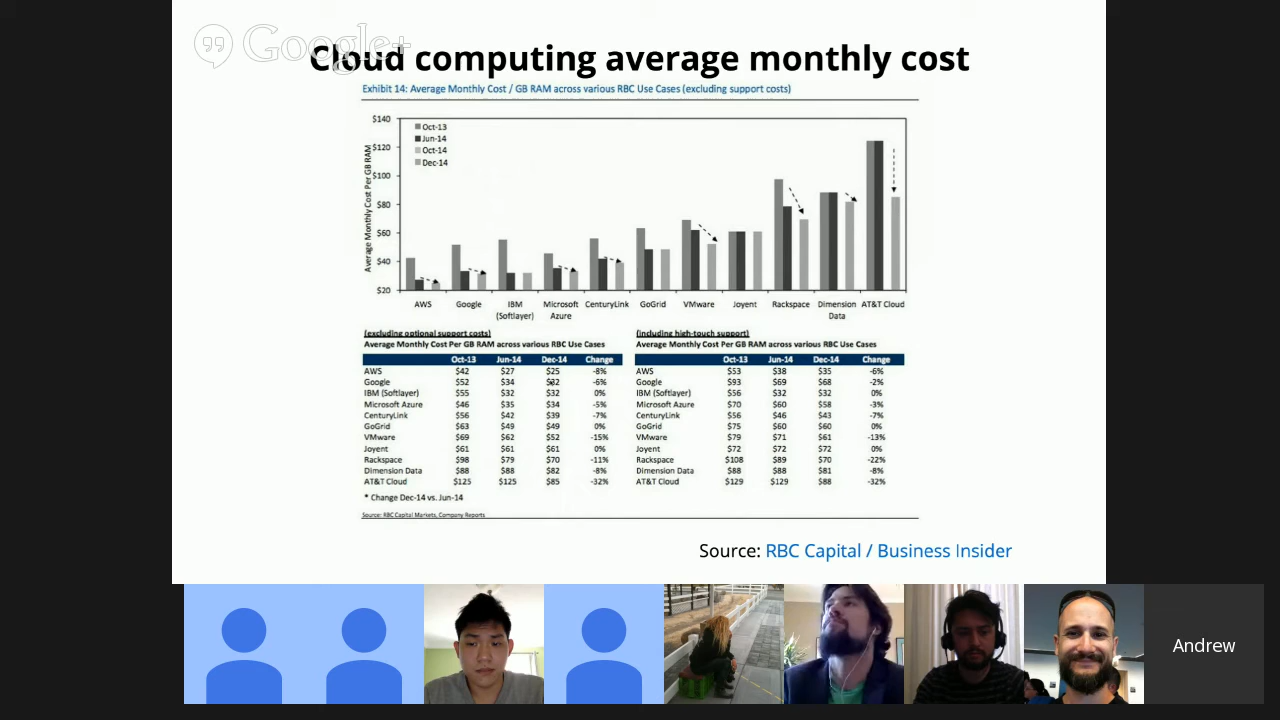 Google+
Cloud computing average monthly cost
Exhibit 14: Average Monthly Cost / GB RAM across various RBC Use Cases (excluding support costs)
Average Monthly Cost Per GB RAM
$140
$120
$100
$80
$60
$40
$20
Oct-13
Jun-14
Oct-14
Dec-14
AWS
Google
IBM (Softlayer)
Microsoft Azure
CenturyLink
GoGrid
VMware
Joyent
Rackspace
Dimension Data
AT&T Cloud
(excluding optional support costs)
Average Monthly Cost Per GB RAM across various RBC Use Cases
Oct-13 Jun-14 Dec-14 Change
AWS $42 $27 $25 -8%
Google $52 $34 $32 -6%
IBM (Softlayer) $55 $32 $32 0%
Microsoft Azure $46 $35 $34 -5%
CenturyLink $56 $42 $39 -7%
GoGrid $63 $49 $49 0%
VMware $69 $62 $52 -15%
Joyent $61 $61 $61 0%
Rackspace $98 $79 $70 -11%
Dimension Data $88 $88 $82 -8%
AT&T Cloud $125 $125 $85 -32%
* Change Dec-14 vs. Jun-14
Source: RBC Capital Markets, Company Reports
(including high-touch support)
Average Monthly Cost Per GB RAM across various RBC Use Cases
Oct-13 Jun-14 Dec-14 Change
AWS $53 $38 $35 -6%
Google $93 $69 $68 -2%
IBM (Softlayer) $56 $32 $32 0%
Microsoft Azure $70 $60 $58 -3%
CenturyLink $56 $46 $43 -7%
GoGrid $75 $60 $60 0%
VMware $79 $71 $61 -13%
Joyent $72 $72 $72 0%
Rackspace $108 $89 $70 -22%
Dimension Data $88 $88 $81 -8%
AT&T Cloud $129 $129 $88 -32%
Source: RBC Capital / Business Insider
Andrew